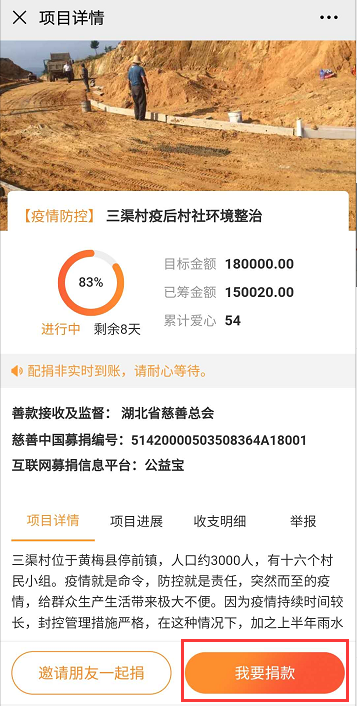 项目详情
【疫情防控】 三渠村疫后村社环境整治
83%
进行中 剩余8天
目标金额 180000.00
已筹金额 150020.00
累计爱心 54
配捐非实时到账，请耐心等待。
善款接收及监督： 湖北省慈善总会
慈善中国募捐编号：51420000503508364A18001
互联网募捐信息平台：公益宝
项目详情 项目进展 收支明细 举报
三渠村位于黄梅县停前镇，人口约3000人，有十六个村
民小组。疫情就是命令，防控就是责任，突然而至的疫
情，给群众生产生活带来极大不便。因为疫情持续时间较
长，封控管理措施严格，在这种情况下，加之上半年雨水
邀请朋友一起捐 我要捐款